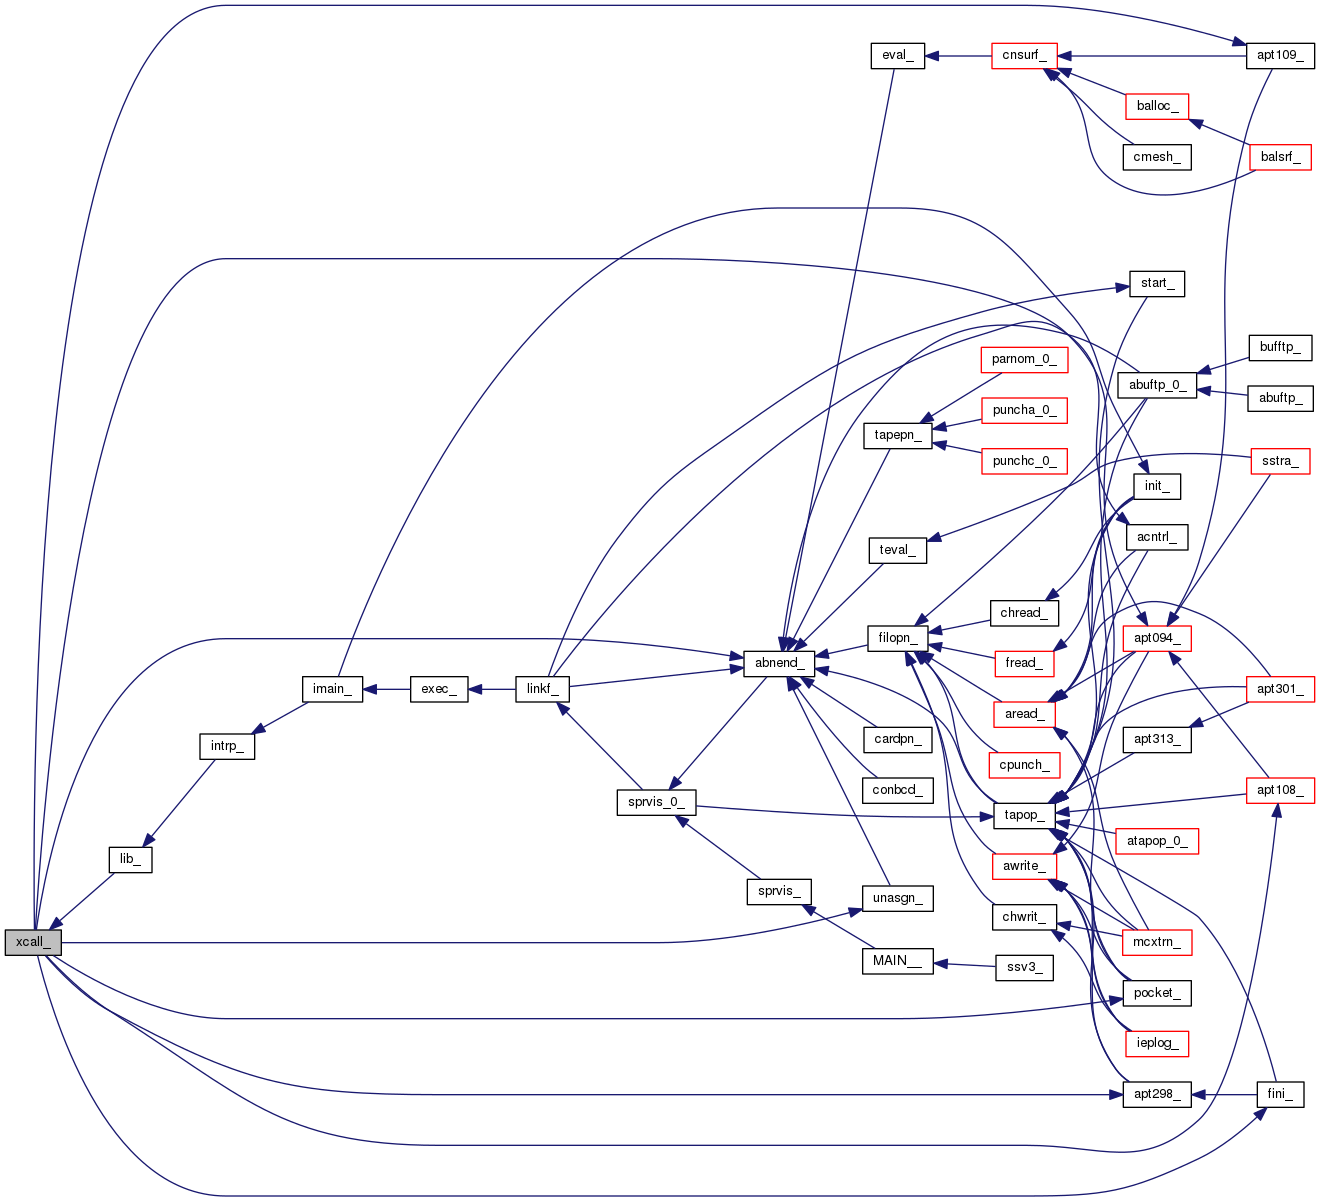 eval_
cnsurf_
apt109_
balloc_
cmesh_
balsrf_
start_
bufftp_
parnom_0_
abuftp_0_
abuftp_
puncha_0_
tapepn_
punchc_0_
sstra_
init_
acntrl_
teval_
chread_
filopn_
apt094_
abnend_
fread_
imain_
exec_
linkf_
apt301_
aread_
intrp_
cardpn_
apt313_
cpunch_
conbcd_
apt108_
sprvis_0_
tapop_
atapop_0_
lib_
awrite_
sprvis_
unasgn_
chwrit_
xcall_
mcxtrn_
MAIN__
ssv3_
pocket_
ieplog_
apt298_
fini_